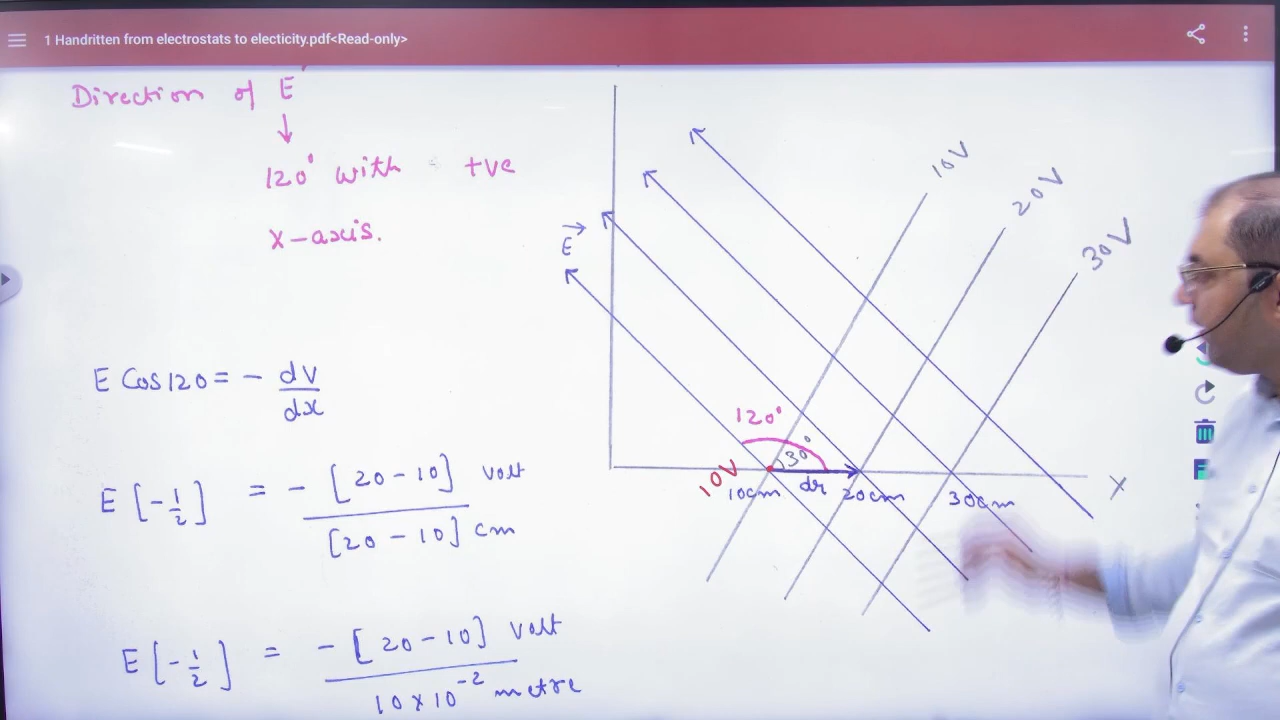 1 Handritten from electrostats to electicity.pdf<Read-only>
Direction of E
↓
120° with +ve
X-axis.
E Cos 120 = - dV/dx
E [-1/2] = - [20-10] volt / [20-10] cm
E [-1/2] = - [20-10] volt / 10×10⁻² metre
10V
20V
30V
E
120°
30°
10V
10cm
dr
20cm
30cm
X